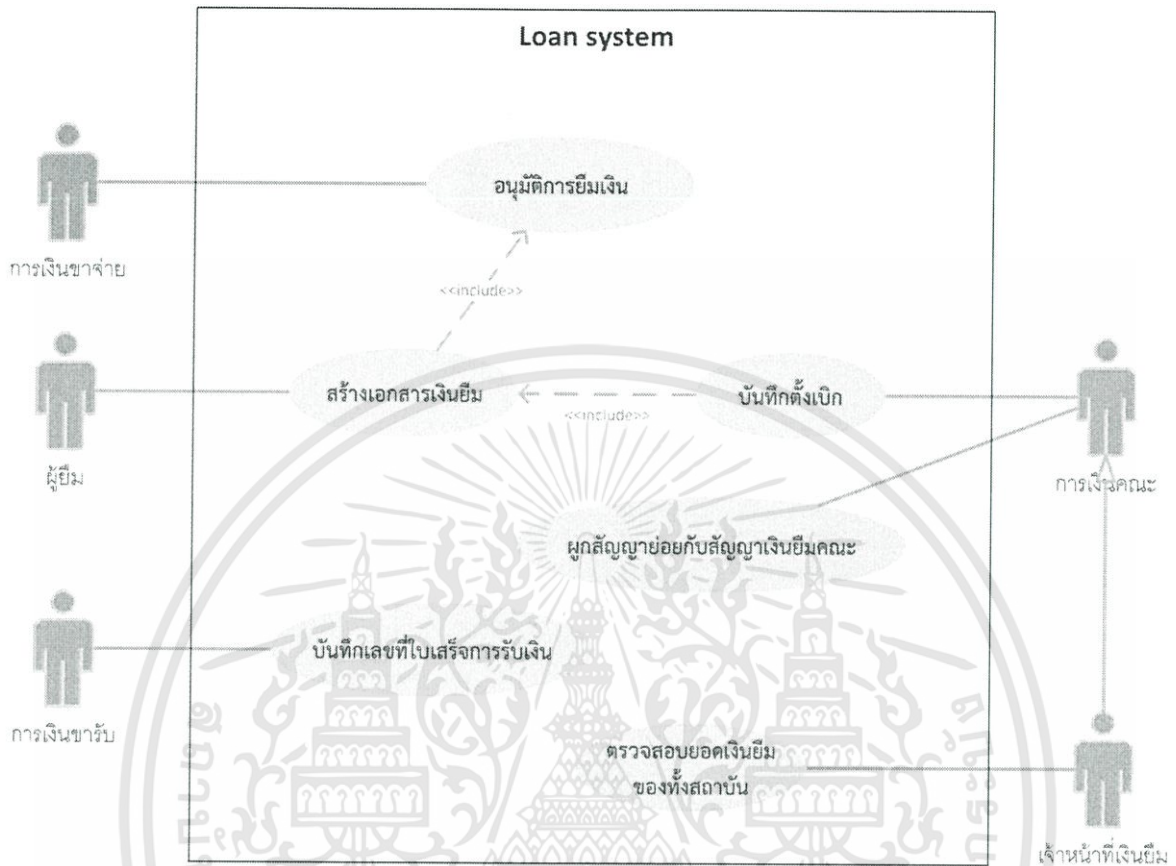 Loan system
อนุมัติการยืมเงิน
การเงินขาจ่าย
<<include>>
สร้างเอกสารเงินยืม
บันทึกตั้งเบิก
<<include>>
ผู้ยืม
การเงินคณะ
ผูกสัญญาย่อยกับสัญญาเงินยืมคณะ
บันทึกเลขที่ใบเสร็จการรับเงิน
การเงินขารับ
ตรวจสอบยอดเงินยืม
ของทั้งสถาบัน
เจ้าหน้าที่เงินยืม